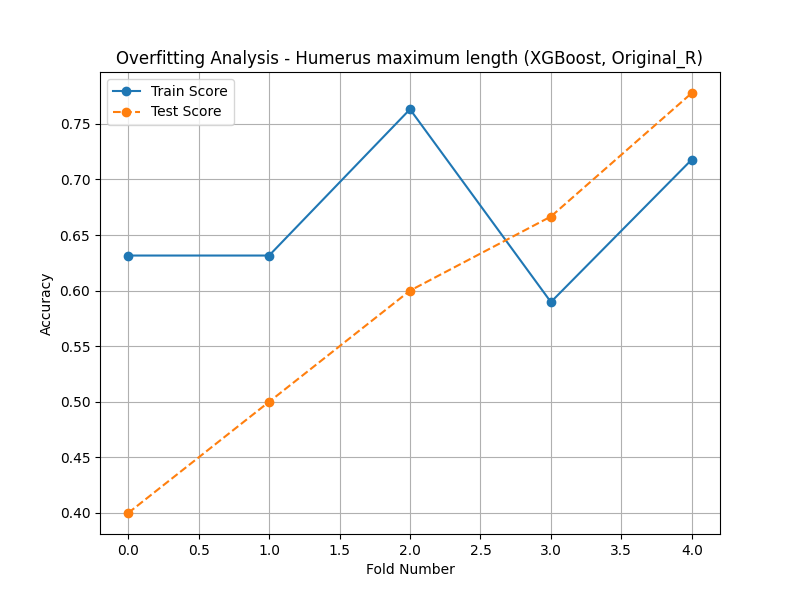 Overfitting Analysis - Humerus maximum length (XGBoost, Original_R)
Train Score
Test Score
0.75
0.70
0.65
0.60
0.55
0.50
0.45
0.40
Accuracy
0.0 0.5 1.0 1.5 2.0 2.5 3.0 3.5 4.0
Fold Number